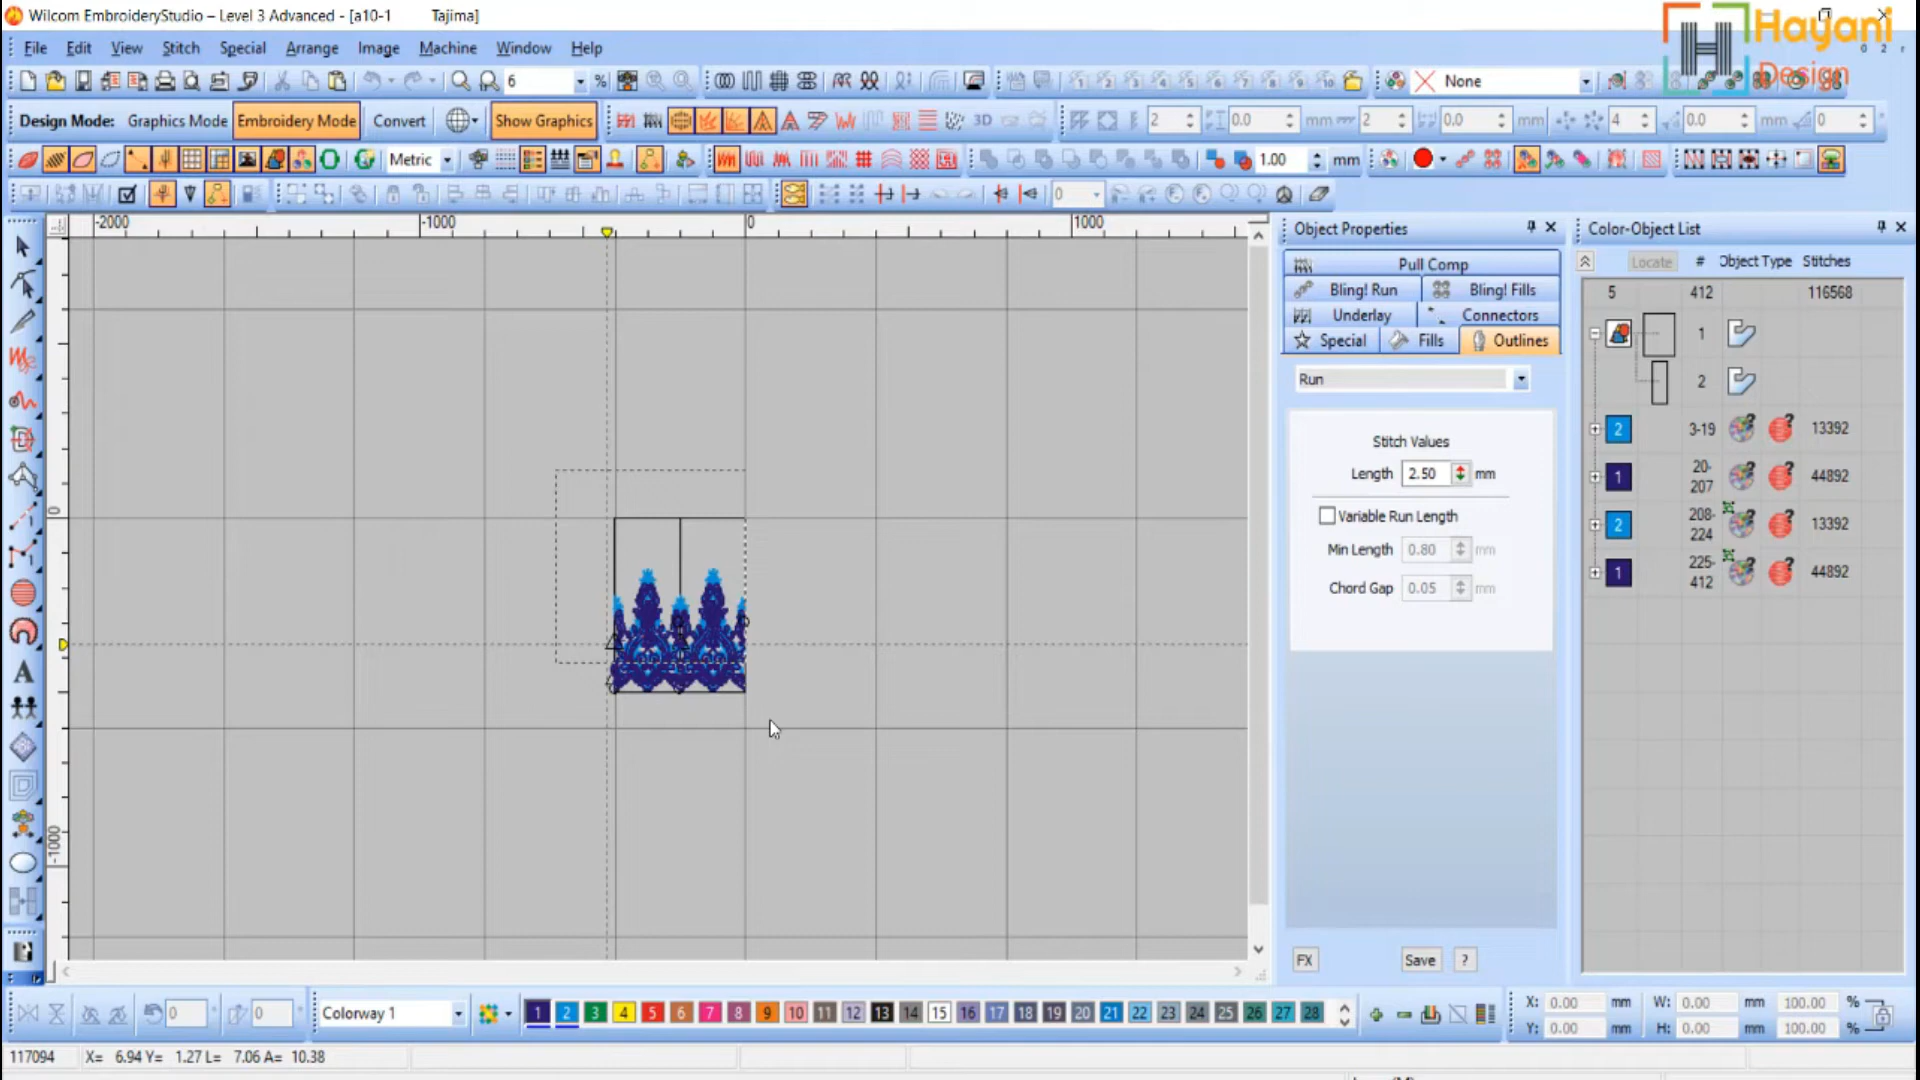 Wilcom EmbroideryStudio – Level 3 Advanced - [a10-1 Tajima]
Hayani
Design
File Edit View Stitch Special Arrange Image Machine Window Help
6 % None
Design Mode: Graphics Mode Embroidery Mode Convert Show Graphics 3D 2 0.0 mm 2 0.0 mm 4 0.0 mm 0
Metric 1.00 mm
0
-2000 -1000 0 1000
0
-1000
Object Properties
Pull Comp
Bling! Run Bling! Fills
Underlay Connectors
Special Fills Outlines
Run
Stitch Values
Length 2.50 mm
Variable Run Length
Min Length 0.80 mm
Chord Gap 0.05 mm
FX Save ?
Color-Object List
Locate # Object Type Stitches
5 412 116568
1
2
2 3-19 13392
1 20-207 44892
2 208-224 13392
1 225-412 44892
0 0 Colorway 1 1 2 3 4 5 6 7 8 9 10 11 12 13 14 15 16 17 18 19 20 21 22 23 24 25 26 27 28
X: 0.00 mm W: 0.00 mm 100.00 %
Y: 0.00 mm H: 0.00 mm 100.00 %
117094 X= 6.94 Y= 1.27 L= 7.06 A= 10.38